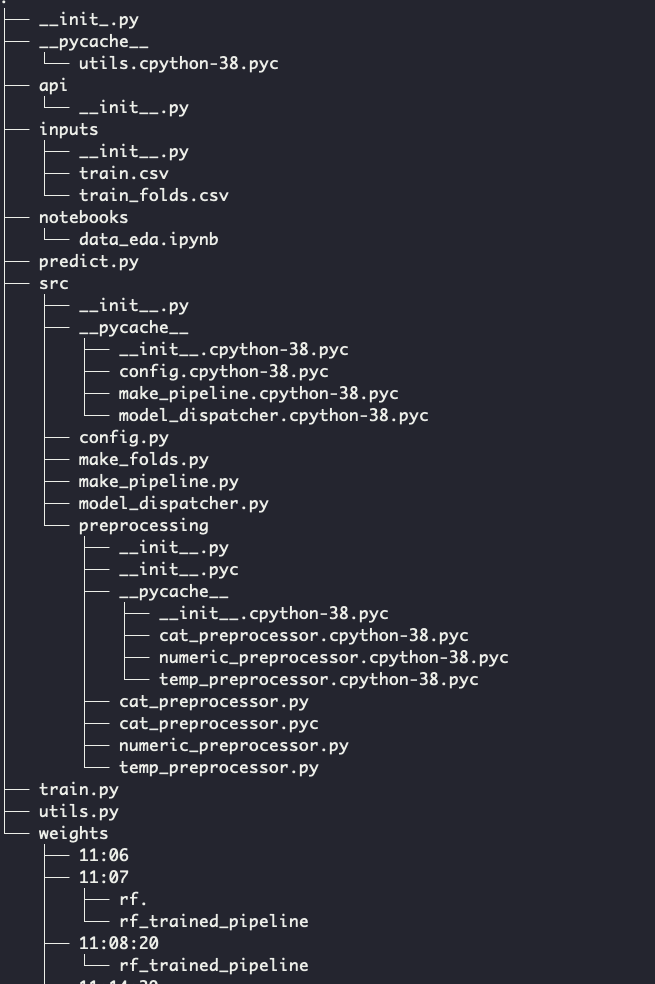 .
__init_.py
__pycache__
utils.cpython-38.pyc
api
__init__.py
inputs
__init__.py
train.csv
train_folds.csv
notebooks
data_eda.ipynb
predict.py
src
__init__.py
__pycache__
__init__.cpython-38.pyc
config.cpython-38.pyc
make_pipeline.cpython-38.pyc
model_dispatcher.cpython-38.pyc
config.py
make_folds.py
make_pipeline.py
model_dispatcher.py
preprocessing
__init__.py
__init__.pyc
__pycache__
__init__.cpython-38.pyc
cat_preprocessor.cpython-38.pyc
numeric_preprocessor.cpython-38.pyc
temp_preprocessor.cpython-38.pyc
cat_preprocessor.py
cat_preprocessor.pyc
numeric_preprocessor.py
temp_preprocessor.py
train.py
utils.py
weights
11:06
11:07
rf.
rf_trained_pipeline
11:08:20
rf_trained_pipeline